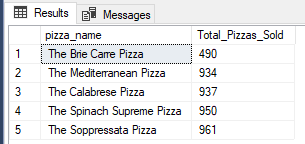 Results Messages
pizza_name Total_Pizzas_Sold
1 The Brie Carre Pizza 490
2 The Mediterranean Pizza 934
3 The Calabrese Pizza 937
4 The Spinach Supreme Pizza 950
5 The Soppressata Pizza 961